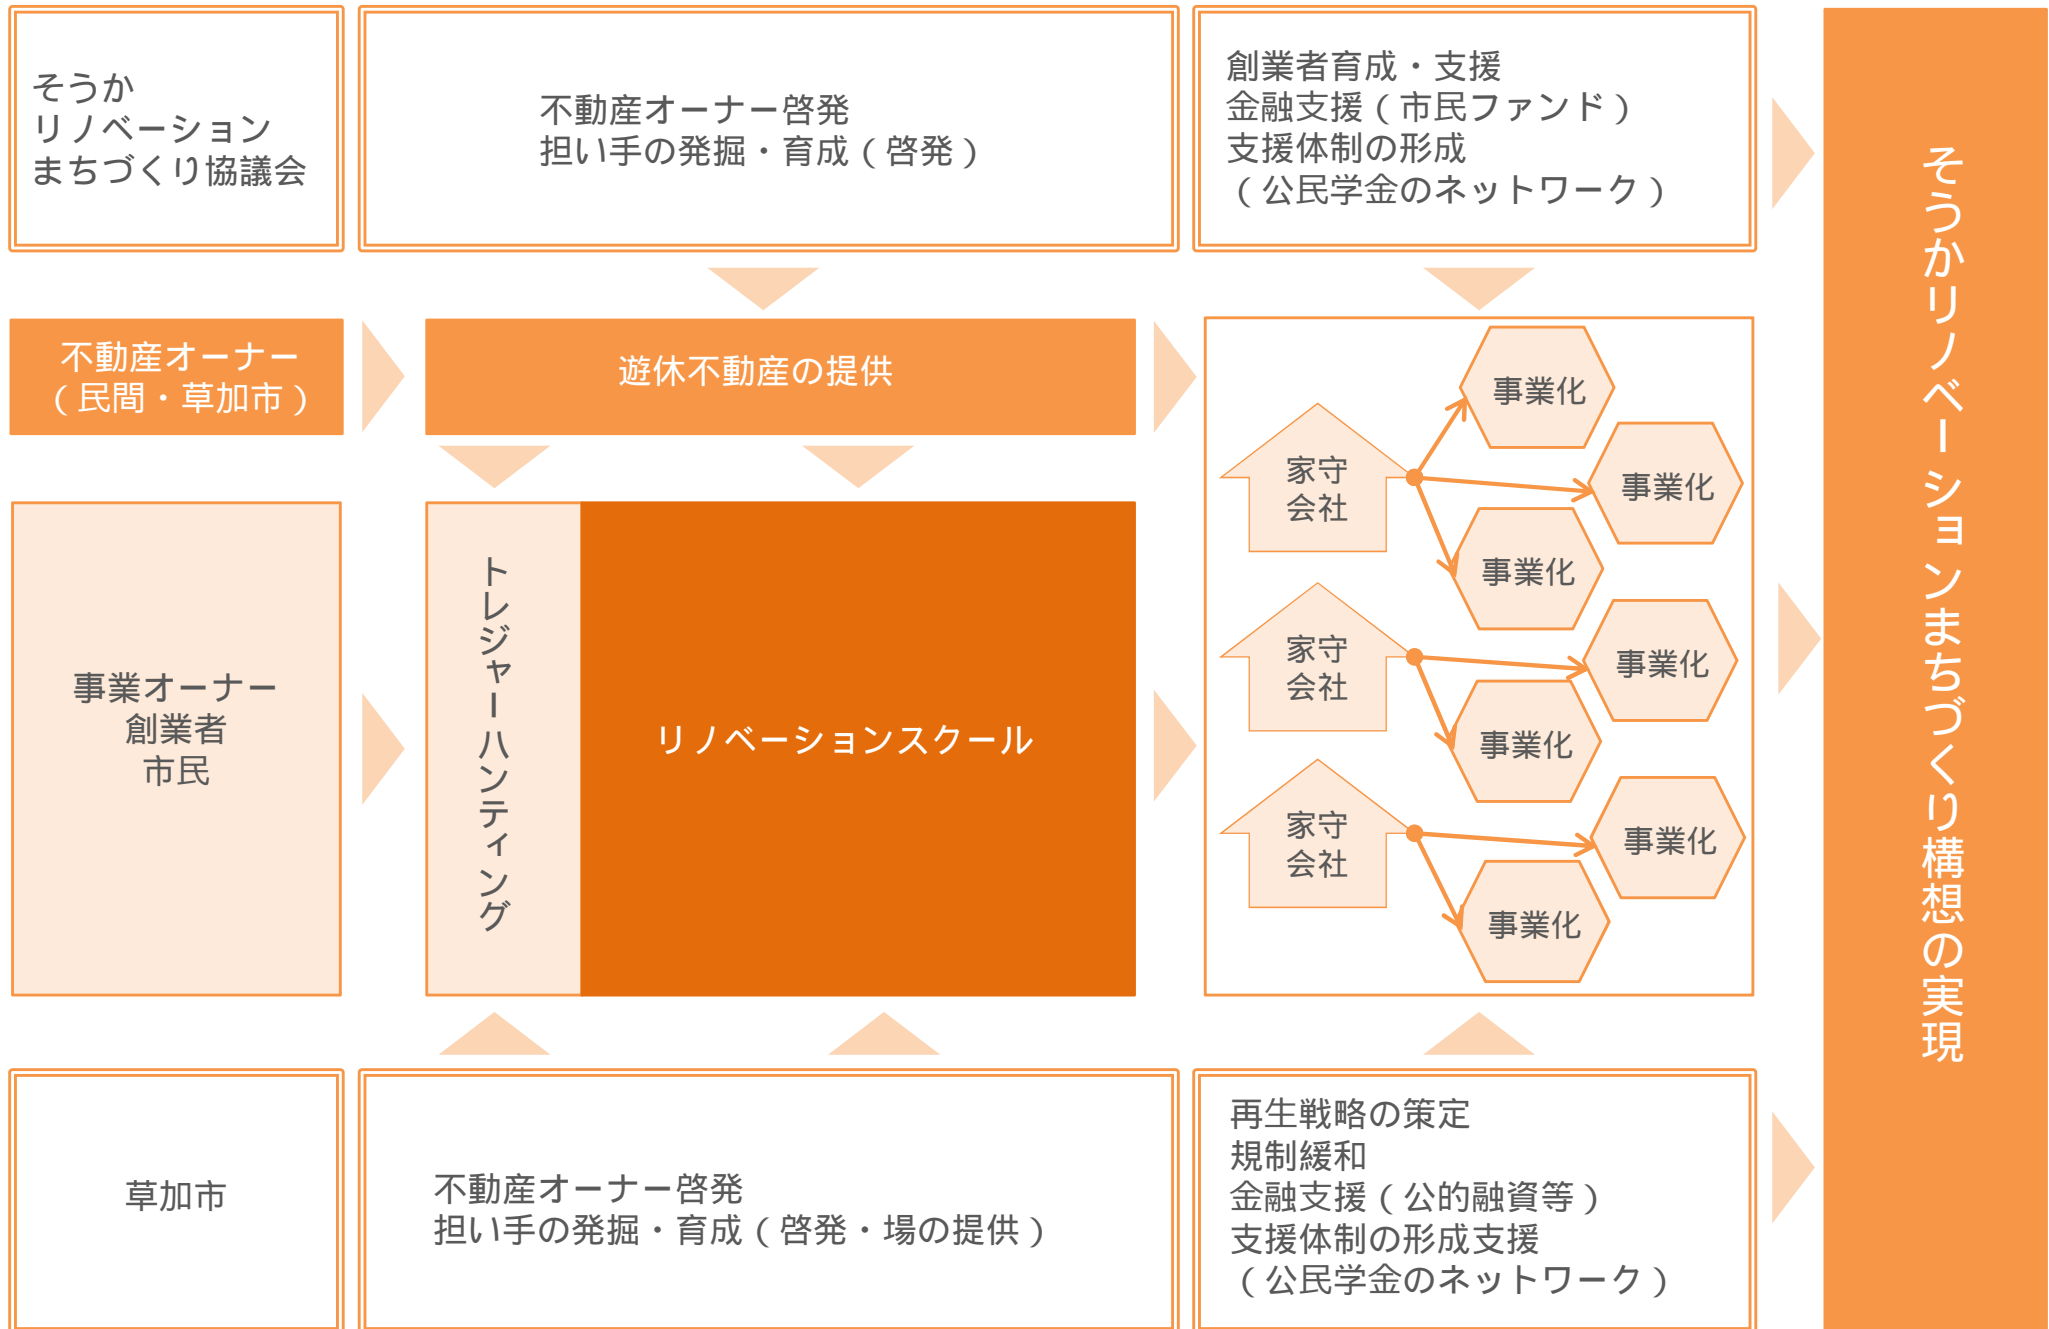 そうか
リノベーション
まちづくり協議会
不動産オーナー啓発
担い手の発掘・育成（啓発）
創業者育成・支援
金融支援（市民ファンド）
支援体制の形成
（公民学金のネットワーク）
不動産オーナー
（民間・草加市）
遊休不動産の提供
事業オーナー
創業者
市民
トレジャーハンティング
リノベーションスクール
家守
会社
事業化
事業化
事業化
家守
会社
事業化
事業化
家守
会社
事業化
事業化
草加市
不動産オーナー啓発
担い手の発掘・育成（啓発・場の提供）
再生戦略の策定
規制緩和
金融支援（公的融資等）
支援体制の形成支援
（公民学金のネットワーク）
そうかリノベーションまちづくり構想の実現